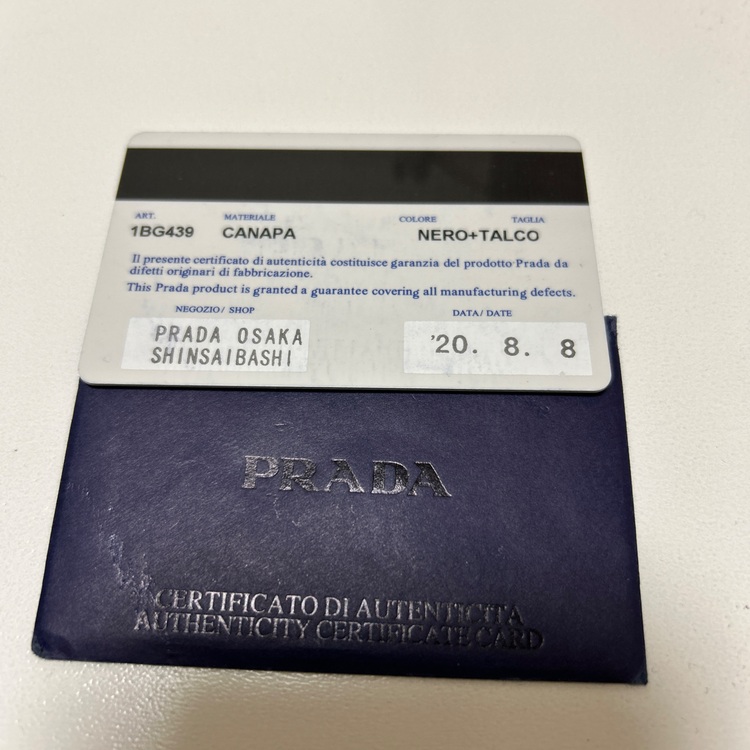 ART. MATERIALE COLORE TAGLIA
1BG439 CANAPA NERO+TALCO
Il presente certificato di autenticità costituisce garanzia del prodotto Prada da
difetti originari di fabbricazione.
This Prada product is granted a guarantee covering all manufacturing defects.
NEGOZIO/ SHOP DATA/ DATE
PRADA OSAKA
SHINSAIBASHI
'20. 8. 8
PRADA
CERTIFICATO DI AUTENTICITÀ
AUTHENTICITY CERTIFICATE CARD